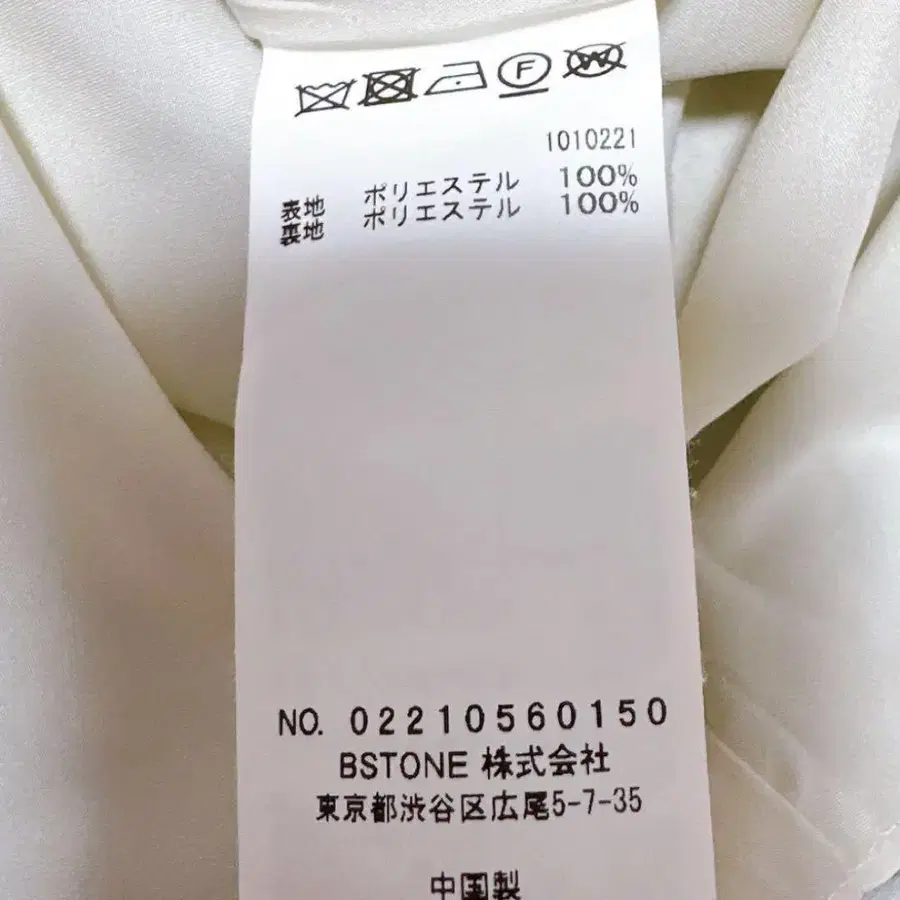 F W
1010221
表地 ポリエステル 100%
裏地 ポリエステル 100%
NO. 02210560150
BSTONE 株式会社
東京都渋谷区広尾5-7-35
中国製